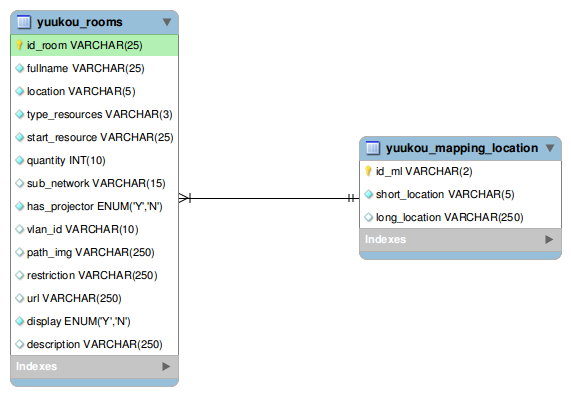 yuukou_rooms
id_room VARCHAR(25)
fullname VARCHAR(25)
location VARCHAR(5)
type_resources VARCHAR(3)
start_resource VARCHAR(25)
quantity INT(10)
sub_network VARCHAR(15)
has_projector ENUM('Y','N')
vlan_id VARCHAR(10)
path_img VARCHAR(250)
restriction VARCHAR(250)
url VARCHAR(250)
display ENUM('Y','N')
description VARCHAR(250)
Indexes
yuukou_mapping_location
id_ml VARCHAR(2)
short_location VARCHAR(5)
long_location VARCHAR(250)
Indexes